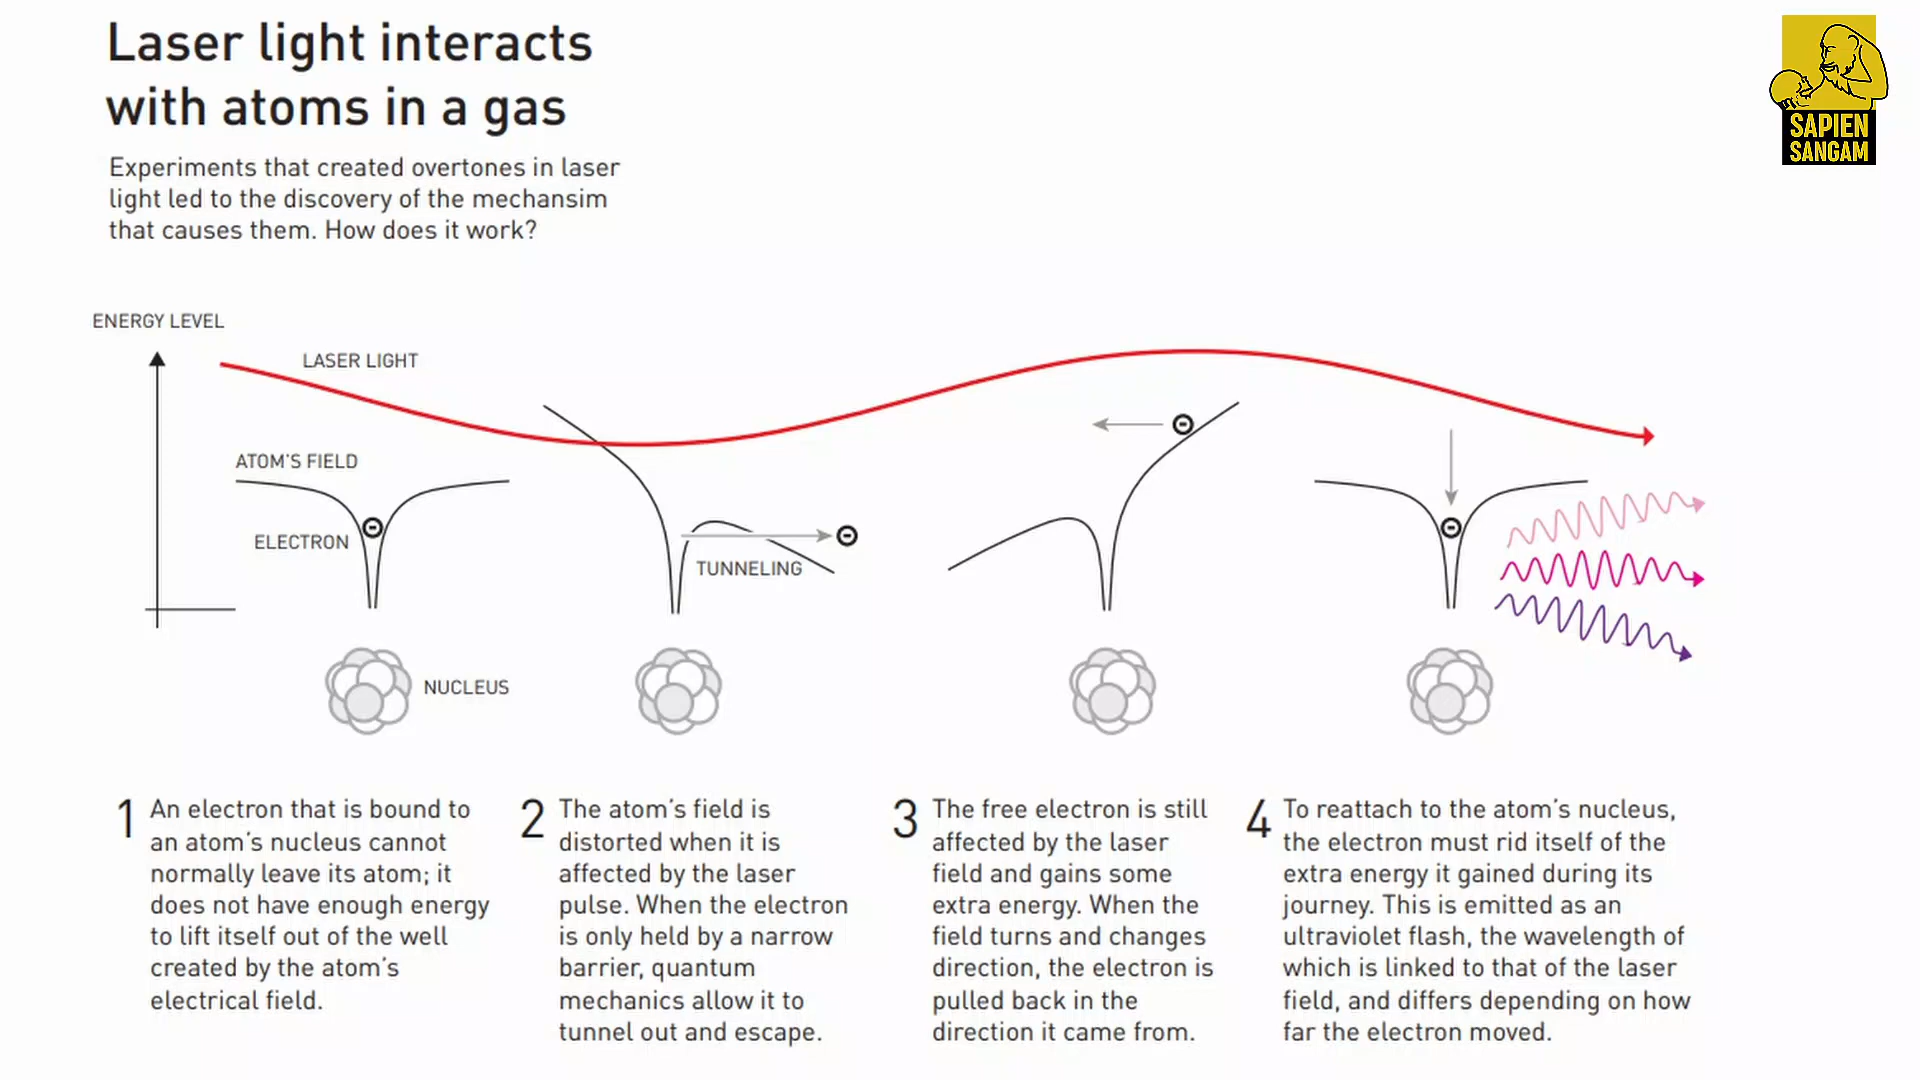 Laser light interacts
with atoms in a gas
SAPIEN
SANGAM
Experiments that created overtones in laser
light led to the discovery of the mechansim
that causes them. How does it work?
ENERGY LEVEL
LASER LIGHT
ATOM'S FIELD
ELECTRON
TUNNELING
NUCLEUS
1 An electron that is bound to
an atom's nucleus cannot
normally leave its atom; it
does not have enough energy
to lift itself out of the well
created by the atom's
electrical field.
2 The atom's field is
distorted when it is
affected by the laser
pulse. When the electron
is only held by a narrow
barrier, quantum
mechanics allow it to
tunnel out and escape.
3 The free electron is still
affected by the laser
field and gains some
extra energy. When the
field turns and changes
direction, the electron is
pulled back in the
direction it came from.
4 To reattach to the atom's nucleus,
the electron must rid itself of the
extra energy it gained during its
journey. This is emitted as an
ultraviolet flash, the wavelength of
which is linked to that of the laser
field, and differs depending on how
far the electron moved.